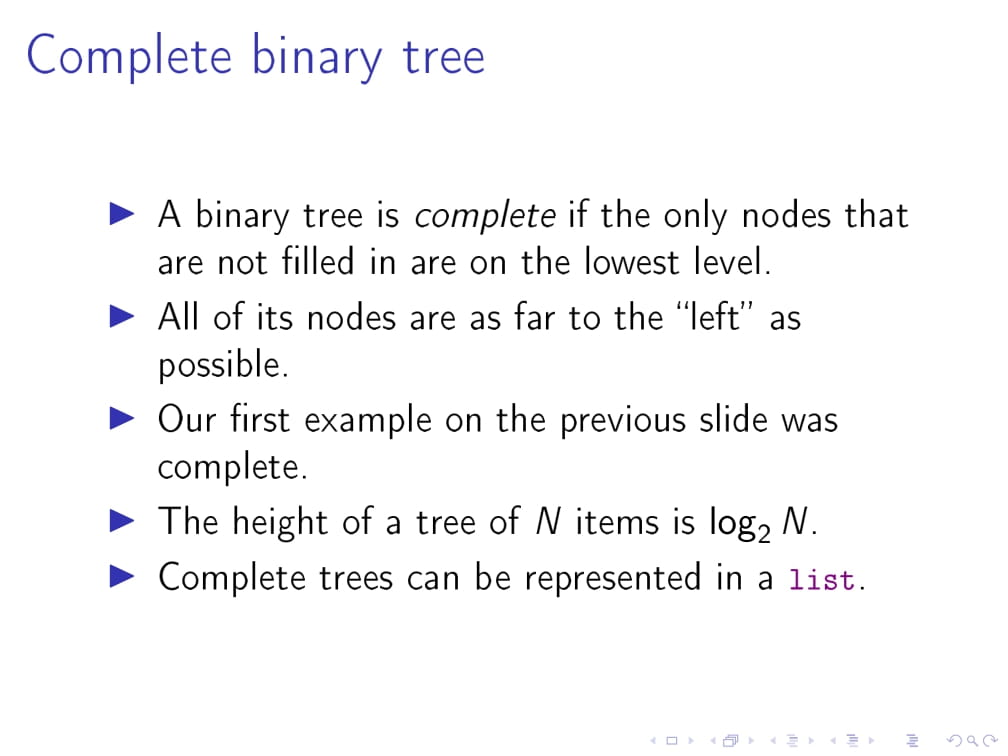 Complete binary tree
▶ A binary tree is complete if the only nodes that
are not filled in are on the lowest level.
▶ All of its nodes are as far to the “left” as
possible.
▶ Our first example on the previous slide was
complete.
▶ The height of a tree of N items is log₂ N.
▶ Complete trees can be represented in a list.